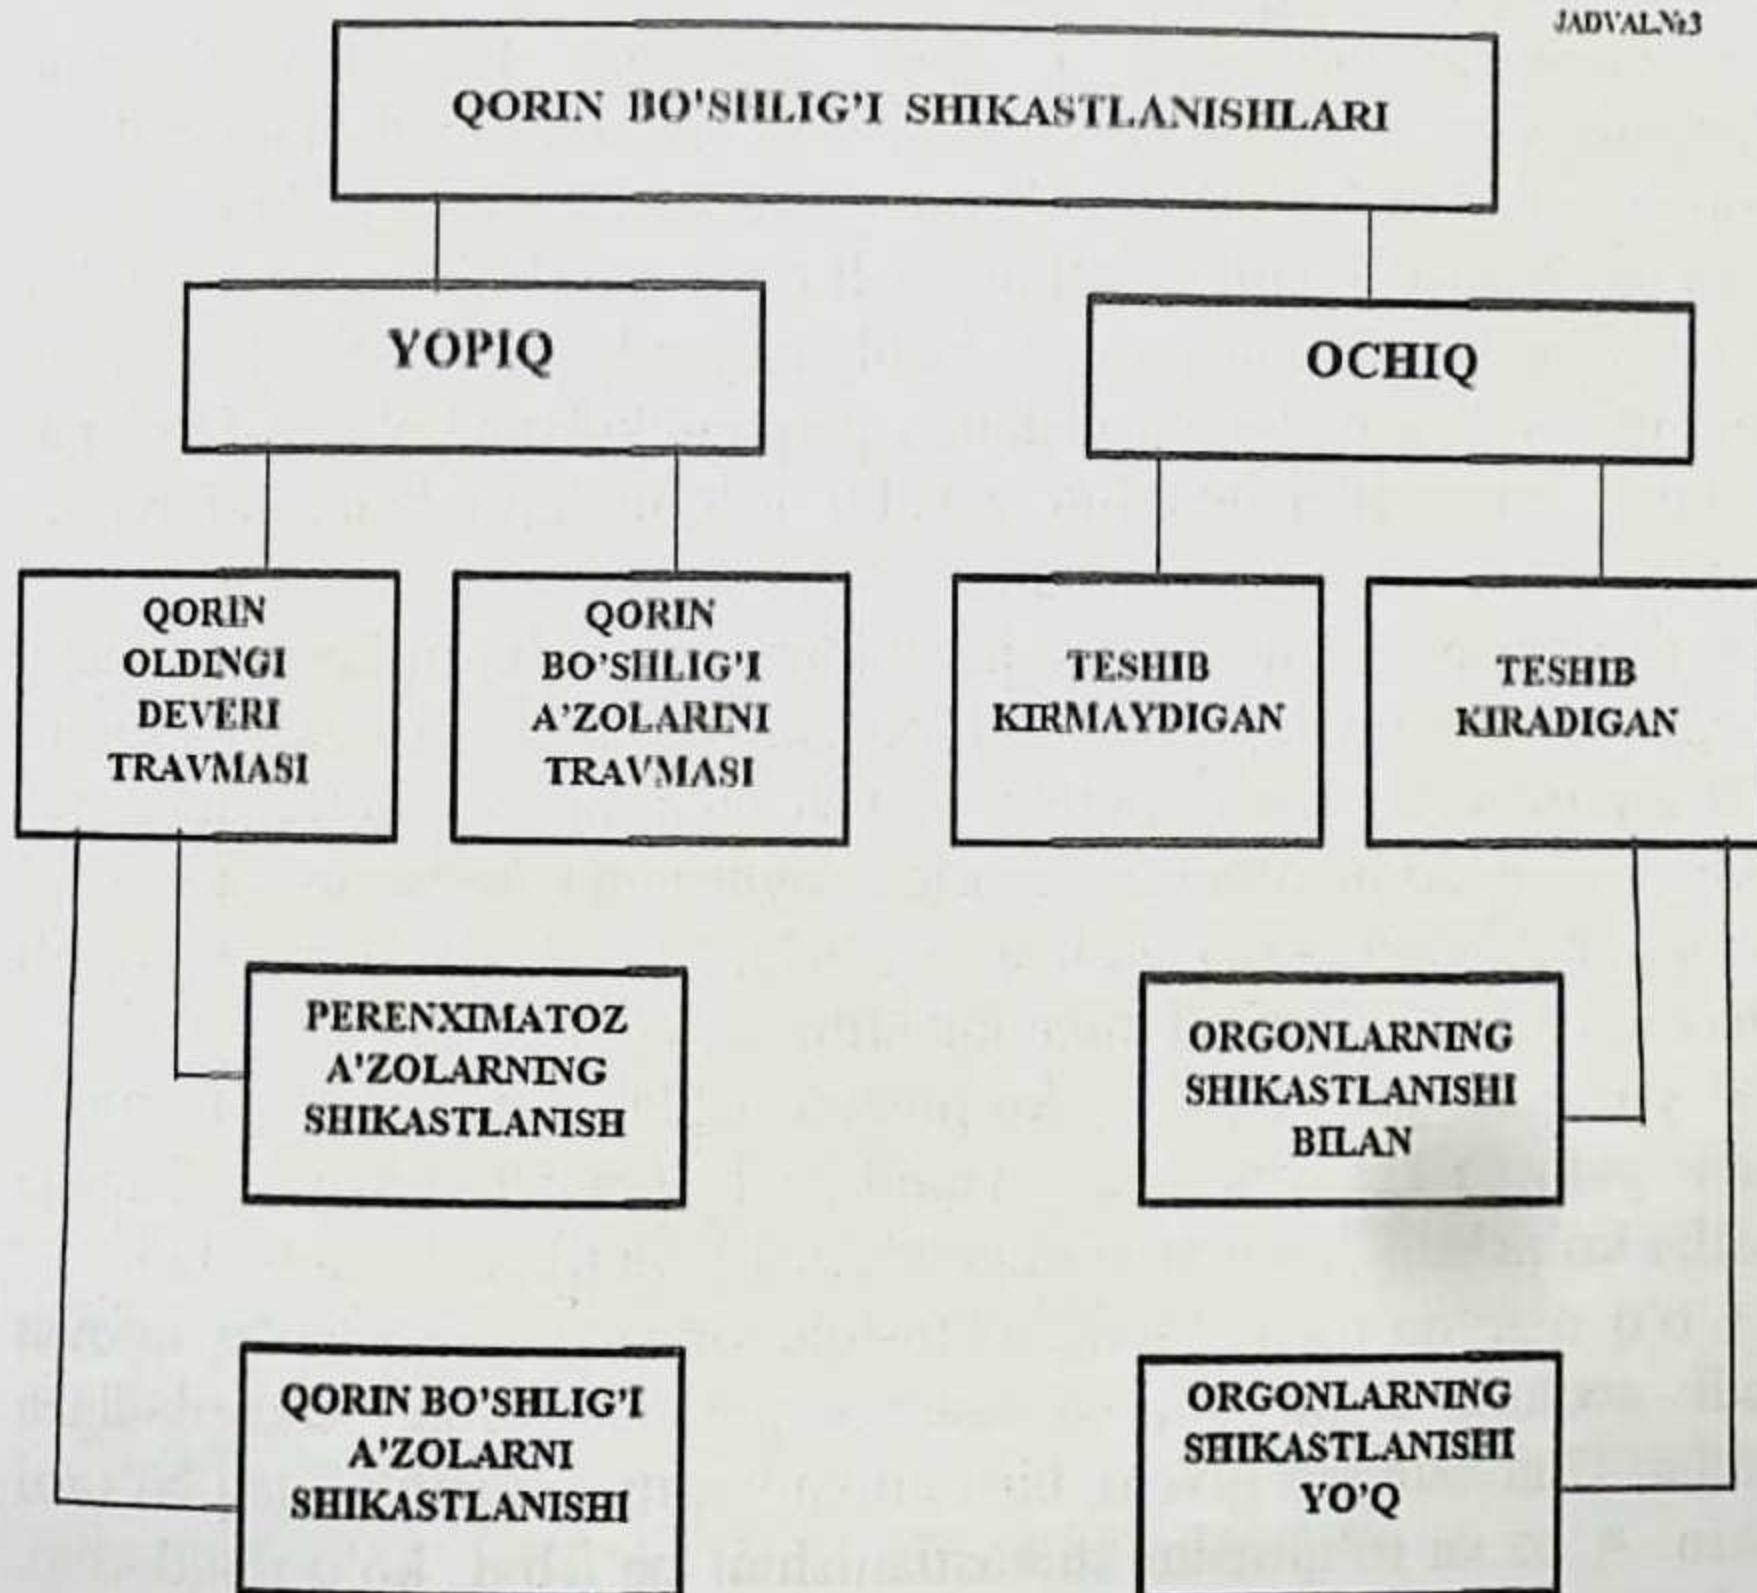 JADVAL№3
QORIN BO'SHLIG'I SHIKASTLANISHLARI
YOPIQ
OCHIQ
QORIN
OLDINGI
DEVERI
TRAVMASI
QORIN
BO'SHLIG'I
A'ZOLARINI
TRAVMASI
TESHIB
KIRMAYDIGAN
TESHIB
KIRADIGAN
PERENXIMATOZ
A'ZOLARNING
SHIKASTLANISH
ORGONLARNING
SHIKASTLANISHI
BILAN
QORIN BO'SHLIG'I
A'ZOLARNI
SHIKASTLANISHI
ORGONLARNING
SHIKASTLANISHI
YO'Q